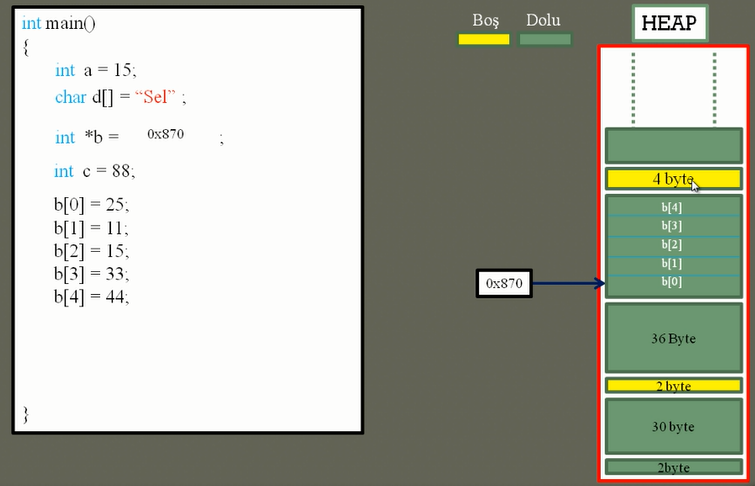 int main()
{
int a = 15;
char d[] = “Sel” ;
int *b = 0x870 ;
int c = 88;
b[0] = 25;
b[1] = 11;
b[2] = 15;
b[3] = 33;
b[4] = 44;
}
Boş Dolu
HEAP
4 byte
b[4]
b[3]
b[2]
b[1]
b[0]
0x870
36 Byte
2 byte
30 byte
2byte